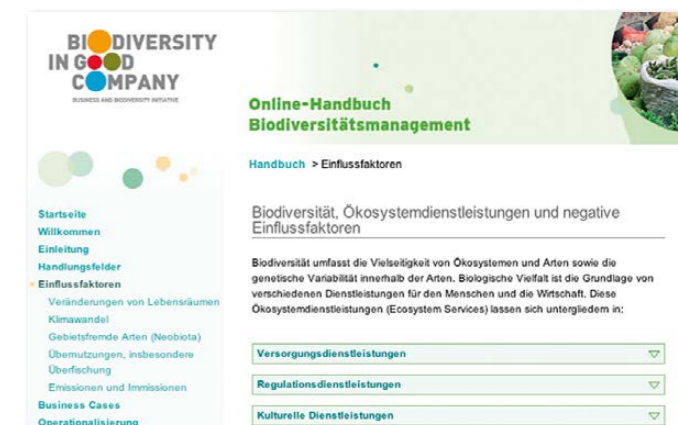 BIODIVERSITY
IN GOOD
COMPANY
BUSINESS AND BIODIVERSITY INITIATIVE
Online-Handbuch
Biodiversitätsmanagement
Handbuch > Einflussfaktoren
Startseite
Willkommen
Einleitung
Handlungsfelder
Einflussfaktoren
Veränderungen von Lebensräumen
Klimawandel
Gebietsfremde Arten (Neobiota)
Übernutzungen, insbesondere
Überfischung
Emissionen und Immissionen
Business Cases
Operationalisierung
Biodiversität, Ökosystemdienstleistungen und negative
Einflussfaktoren
Biodiversität umfasst die Vielseitigkeit von Ökosystemen und Arten sowie die
genetische Variabilität innerhalb der Arten. Biologische Vielfalt ist die Grundlage von
verschiedenen Dienstleistungen für den Menschen und die Wirtschaft. Diese
Ökosystemdienstleistungen (Ecosystem Services) lassen sich untergliedern in:
Versorgungsdienstleistungen
Regulationsdienstleistungen
Kulturelle Dienstleistungen